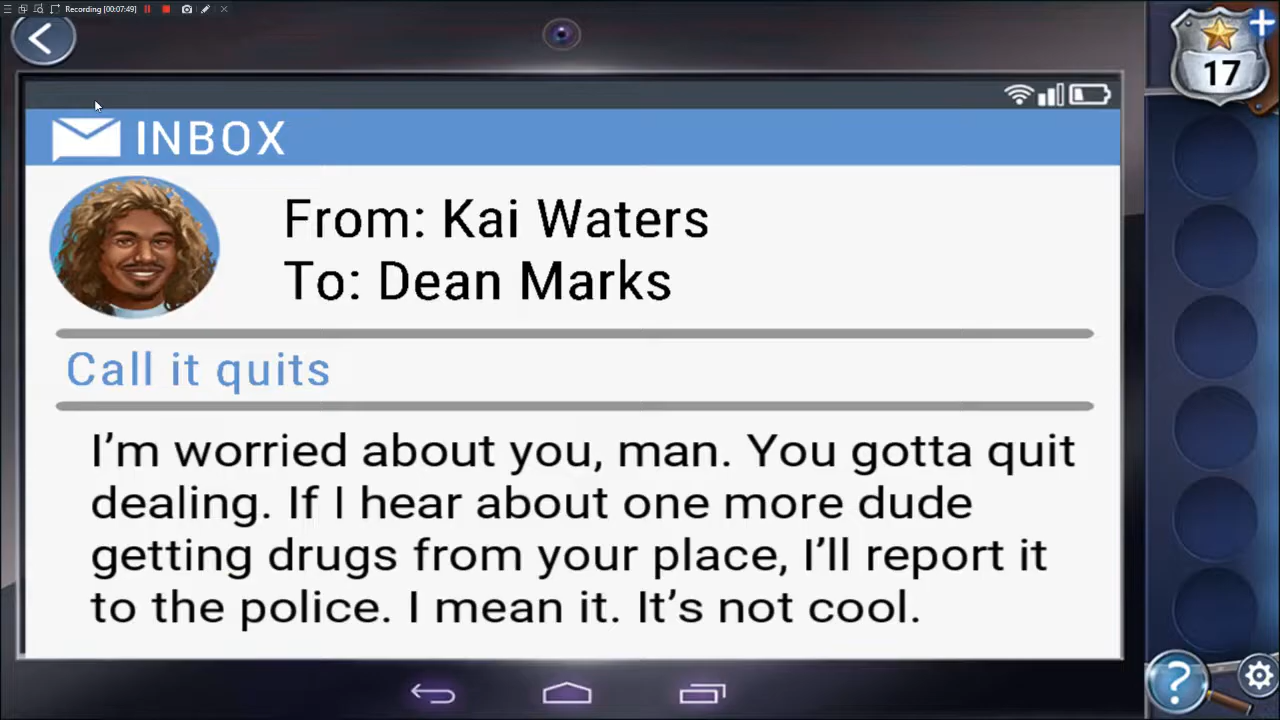 Recording [00:07:49]
17
INBOX
From: Kai Waters
To: Dean Marks
Call it quits
I'm worried about you, man. You gotta quit
dealing. If I hear about one more dude
getting drugs from your place, I'll report it
to the police. I mean it. It's not cool.
?